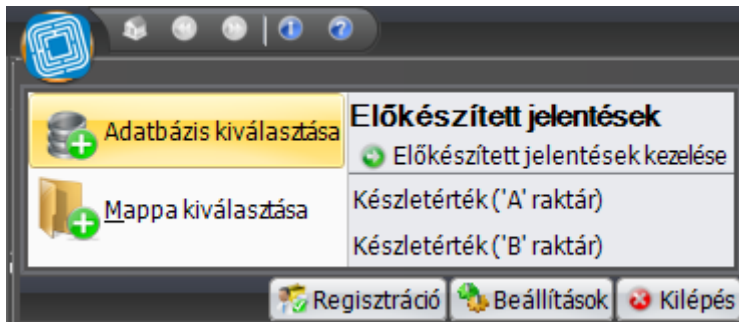 Adatbázis kiválasztása
Mappa kiválasztása
Előkészített jelentések
Előkészített jelentések kezelése
Készletérték ('A' raktár)
Készletérték ('B' raktár)
Regisztráció
Beállítások
Kilépés